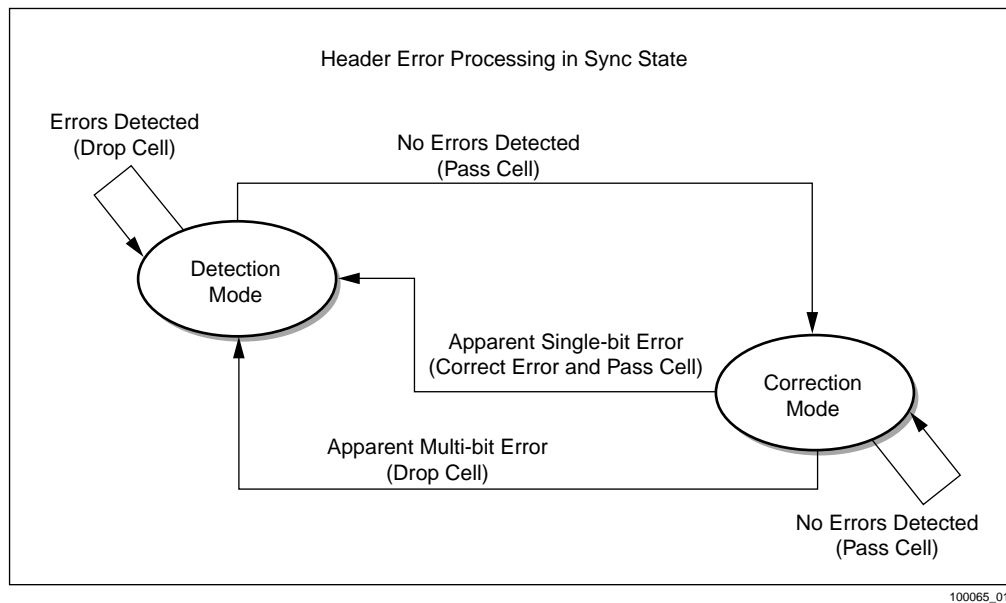 Header Error Processing in Sync State
Errors Detected
(Drop Cell)
No Errors Detected
(Pass Cell)
Detection
Mode
Apparent Single-bit Error
(Correct Error and Pass Cell)
Correction
Mode
Apparent Multi-bit Error
(Drop Cell)
No Errors Detected
(Pass Cell)
100065_01